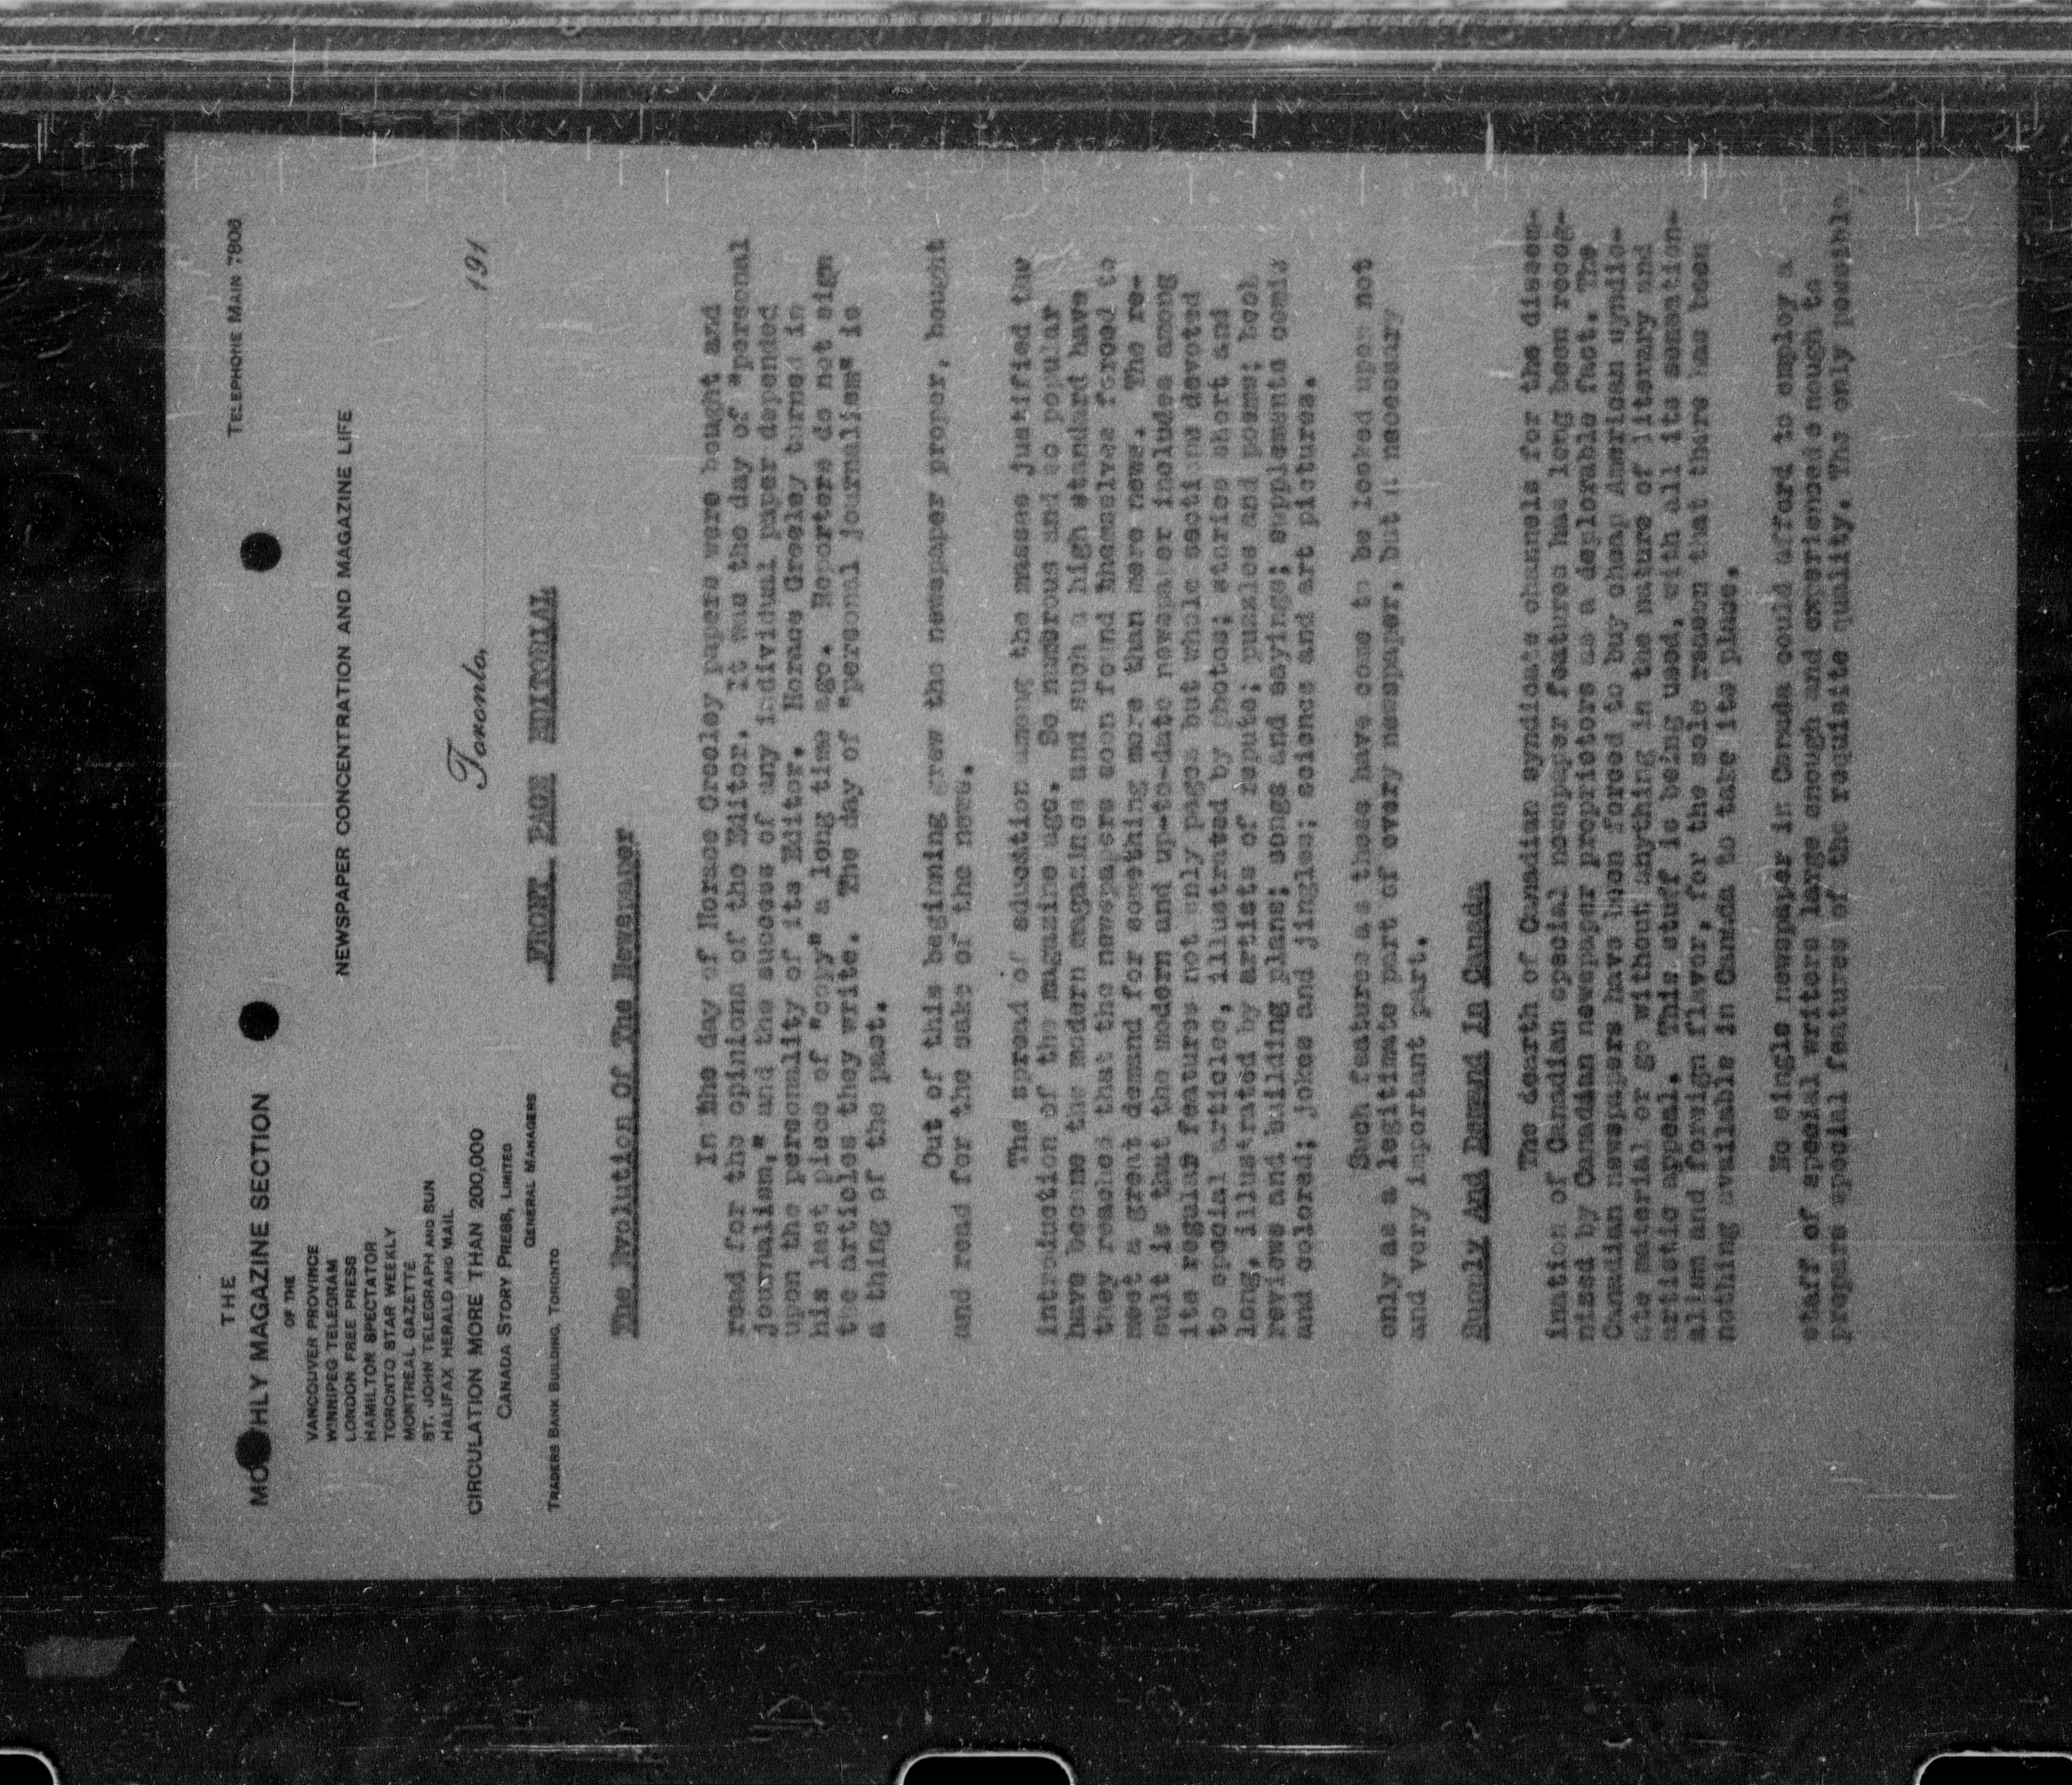 THE
MO HLY MAGAZINE SECTION
OF THE
VANCOUVER PROVINCE
WINNIPEG TELEGRAM
LONDON FREE PRESS
HAMILTON SPECTATOR
TORONTO STAR WEEKLY
MONTREAL GAZETTE
ST. JOHN TELEGRAPH AND SUN
HALIFAX HERALD AND MAIL
CIRCULATION MORE THAN 200,000
CANADA STORY PRESS, LIMITED
GENERAL MANAGERS
TRADERS BANK BUILDING, TORONTO
TELEPHONE MAIN 7806
NEWSPAPER CONCENTRATION AND MAGAZINE LIFE
Toronto, 191
FRONT PAGE EDITORIAL
The Evolution Of The Newspaper
In the day of Horace Greeley papers were bought and
read for the opinions of the Editor. It was the day of "personal
journalism," and the success of any individual paper depended
upon the personality of its Editor. Horace Greeley turned in
his last piece of "copy" a long time ago. Reporters do not sign
the articles they write. The day of "personal journalism" is
a thing of the past.
Out of this beginning grew the newspaper proper, bought
and read for the sake of the news.
The spread of education among the masses justified the
introduction of the magazine age. So numerous and so popular
have become the modern magazines and such a high standard have
they reached that the newspapers soon found themselves forced to
meet a great demand for something more than mere news. The re-
sult is that the modern and up-to-date newspaper includes among
its regular features not only pages but whole sections devoted
to special articles, illustrated by photos; stories short and
long, illustrated by artists of repute; puzzles and poems; book
reviews and building plans; songs and sayings; supplements comic
and colored; jokes and jingles; science and art pictures.
Such features as these have come to be looked upon not
only as a legitimate part of every newspaper, but a necessary
and very important part.
Supply And Demand In Canada
The dearth of Canadian syndicate channels for the dissem-
ination of Canadian special newspaper features has long been recog-
nized by Canadian newspaper proprietors as a deplorable fact. The
Canadian newspapers have been forced to buy cheap American syndic-
ate material or go without anything in the nature of literary and
artistic appeal. This stuff is being used, with all its sensation-
alism and foreign flavor, for the sole reason that there has been
nothing available in Canada to take its place.
No single newspaper in Canada could afford to employ a
staff of special writers large enough and experienced enough to
prepare special features of the requisite quality. The only possible